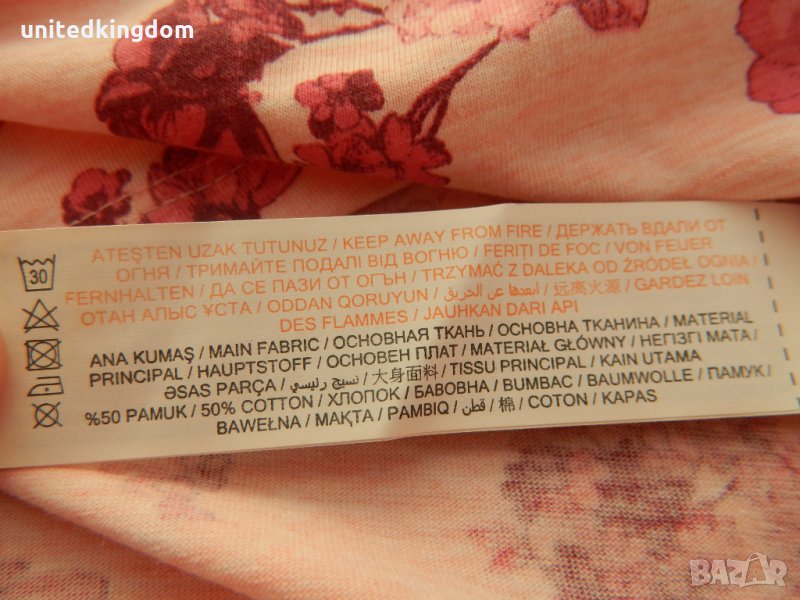 unitedkingdom
30
ATEŞTEN UZAK TUTUNUZ / KEEP AWAY FROM FIRE / ДЕРЖАТЬ ВДАЛИ ОТ
ОГНЯ / ТРИМАЙТЕ ПОДАЛІ ВІД ВОГНЮ / FERIŢI DE FOC / VON FEUER
FERNHALTEN / ДА СЕ ПАЗИ ОТ ОГЪН / TRZYMAĆ Z DALEKA OD ŹRÓDEŁ OGNIA /
ОТАН АЛЫС ҰСТА / ODDAN QORUYUN / ابعدها عن الحريق / 远离火源 / GARDEZ LOIN
DES FLAMMES / JAUHKAN DARI API
ANA KUMAŞ / MAIN FABRIC / ОСНОВНАЯ ТКАНЬ / ОСНОВНА ТКАНИНА / MATERIAL
PRINCIPAL / HAUPTSTOFF / ОСНОВЕН ПЛАТ / MATERIAŁ GŁÓWNY / НЕГІЗГІ МАТА /
ƏSAS PARÇA / نسيج رئيسي / 大身面料 / TISSU PRINCIPAL / KAIN UTAMA
%50 PAMUK / 50% COTTON / ХЛОПОК / БАВОВНА / BUMBAC / BAUMWOLLE / ПАМУК /
BAWEŁNA / МАҚТА / PAMBIQ / قطن / 棉 / COTON / KAPAS
BAZAR